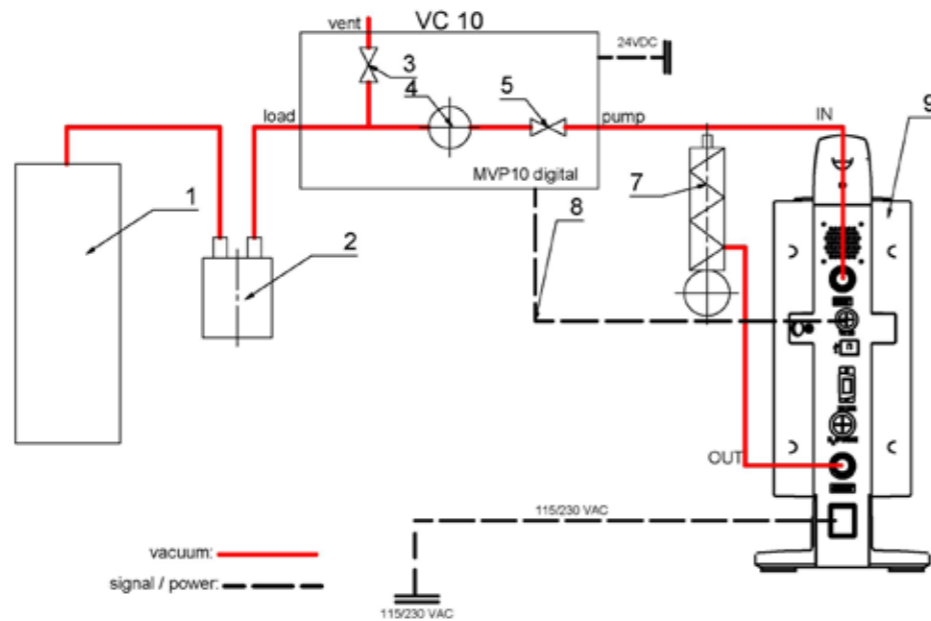 vent
VC 10
24VDC
3
4
5
load
pump
IN
9
MVP10 digital
1
7
8
2
OUT
115/230 VAC
vacuum:
signal / power:
115/230 VAC